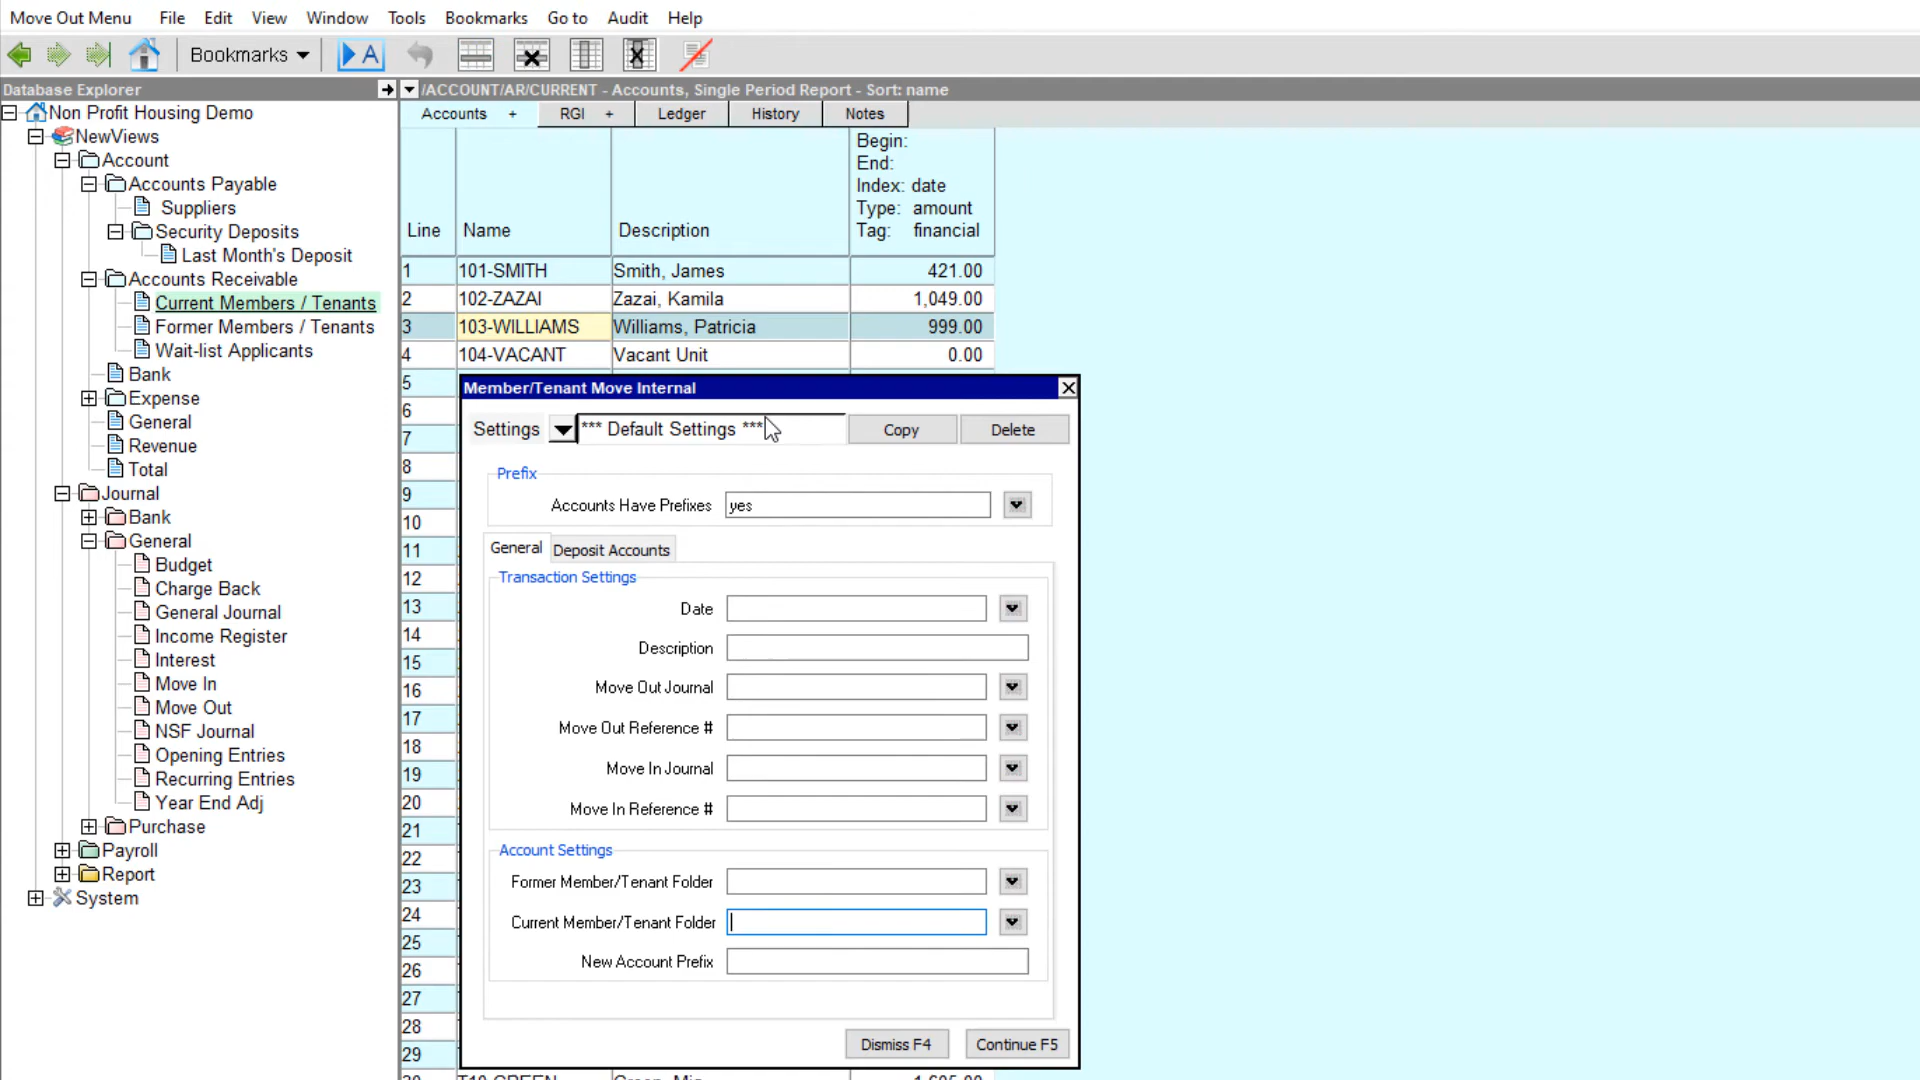 Move Out Menu File Edit View Window Tools Bookmarks Go to Audit Help
Bookmarks A
Database Explorer
/ACCOUNT/AR/CURRENT - Accounts, Single Period Report - Sort: name
Non Profit Housing Demo
NewViews
Account
Accounts Payable
Suppliers
Security Deposits
Last Month's Deposit
Accounts Receivable
Current Members / Tenants
Former Members / Tenants
Wait-list Applicants
Bank
Expense
General
Revenue
Total
Journal
Bank
General
Budget
Charge Back
General Journal
Income Register
Interest
Move In
Move Out
NSF Journal
Opening Entries
Recurring Entries
Year End Adj
Purchase
Payroll
Report
System
Accounts + RGI + Ledger History Notes
Begin:
End:
Index: date
Type: amount
Line Name Description Tag: financial
1 101-SMITH Smith, James 421.00
2 102-ZAZAI Zazai, Kamila 1,049.00
3 103-WILLIAMS Williams, Patricia 999.00
4 104-VACANT Vacant Unit 0.00
5
6
7
8
9
10
11
12
13
14
15
16
17
18
19
20
21
22
23
24
25
26
27
28
29
Member/Tenant Move Internal
Settings *** Default Settings *** Copy Delete
Prefix
Accounts Have Prefixes yes
General Deposit Accounts
Transaction Settings
Date
Description
Move Out Journal
Move Out Reference #
Move In Journal
Move In Reference #
Account Settings
Former Member/Tenant Folder
Current Member/Tenant Folder
New Account Prefix
Dismiss F4 Continue F5